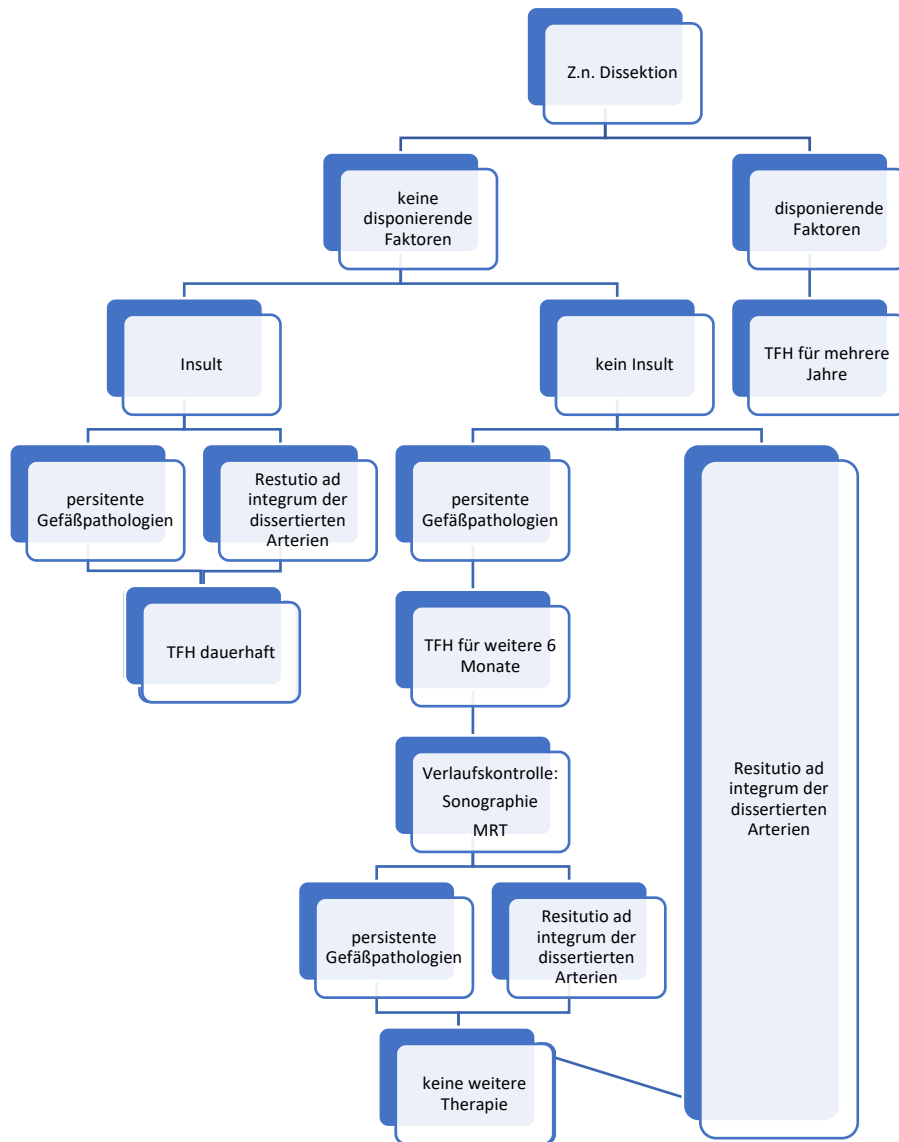 Z.n. Dissektion
keine
disponierende
Faktoren
disponierende
Faktoren
Insult
kein Insult
TFH für mehrere
Jahre
persitente
Gefäßpathologien
Restutio ad
integrum der
dissertierten
Arterien
persitente
Gefäßpathologien
Resitutio ad
integrum der
dissertierten
Arterien
TFH dauerhaft
TFH für weitere 6
Monate
Verlaufskontrolle:
Sonographie
MRT
persistente
Gefäßpathologien
Resitutio ad
integrum der
dissertierten
Arterien
keine weitere
Therapie